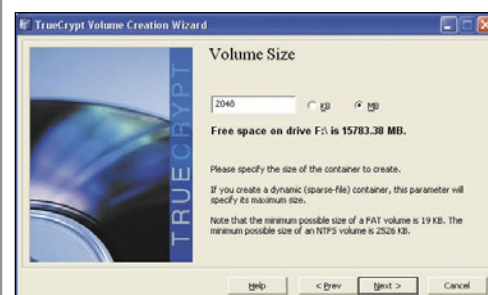 TrueCrypt Volume Creation Wizard
TRUECRYPT
Volume Size
2048 KB MB
Free space on drive F:\ is 15783.38 MB.
Please specify the size of the container to create.
If you create a dynamic (sparse-file) container, this parameter will
specify its maximum size.
Note that the minimum possible size of a FAT volume is 19 KB. The
minimum possible size of an NTFS volume is 2526 KB.
Help < Prev Next > Cancel